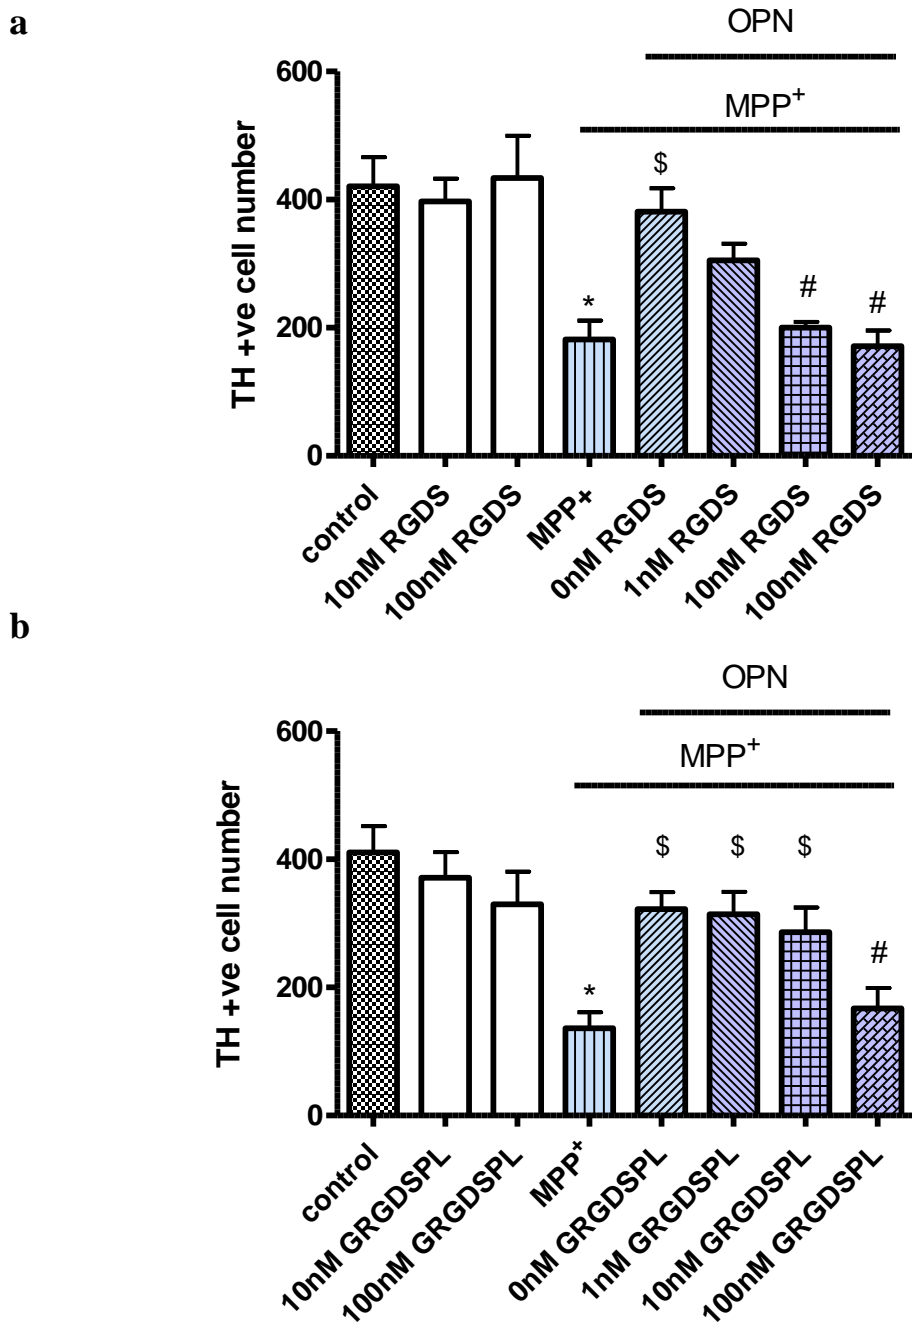 a
OPN
MPP+
600
400
200
0
TH +ve cell number
$
*
#
#
control
10nM RGDS
100nM RGDS
MPP+
0nM RGDS
1nM RGDS
10nM RGDS
100nM RGDS
b
OPN
MPP+
600
400
200
0
TH +ve cell number
$ $ $
*
#
control
10nM GRGDSPL
100nM GRGDSPL
MPP+
0nM GRGDSPL
1nM GRGDSPL
10nM GRGDSPL
100nM GRGDSPL